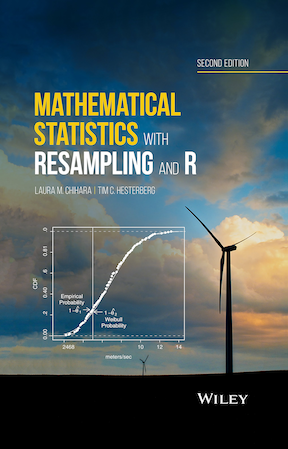 SECOND EDITION
MATHEMATICAL
STATISTICS WITH
RESAMPLING AND R
LAURA M. CHIHARA | TIM C. HESTERBERG
CDF
Empirical
Probability
Weibull
Probability
2468 10 12 14
meters/sec
WILEY